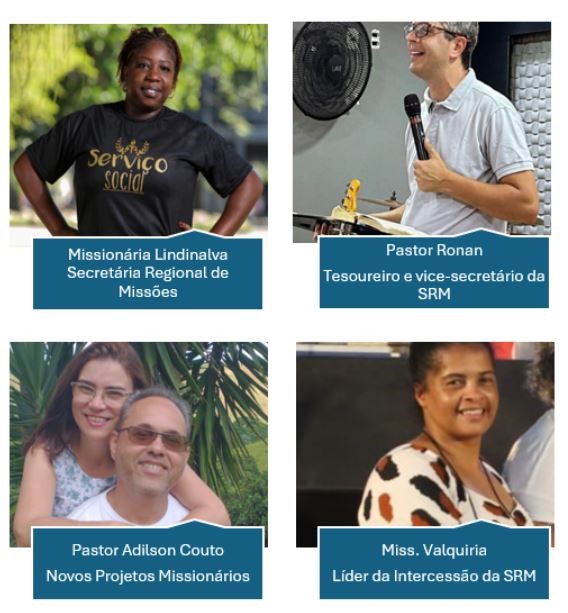 Serviço
social
Missionária Lindinalva
Secretária Regional de
Missões
Pastor Ronan
Tesoureiro e vice-secretário da
SRM
Pastor Adilson Couto
Novos Projetos Missionários
Miss. Valquiria
Líder da Intercessão da SRM